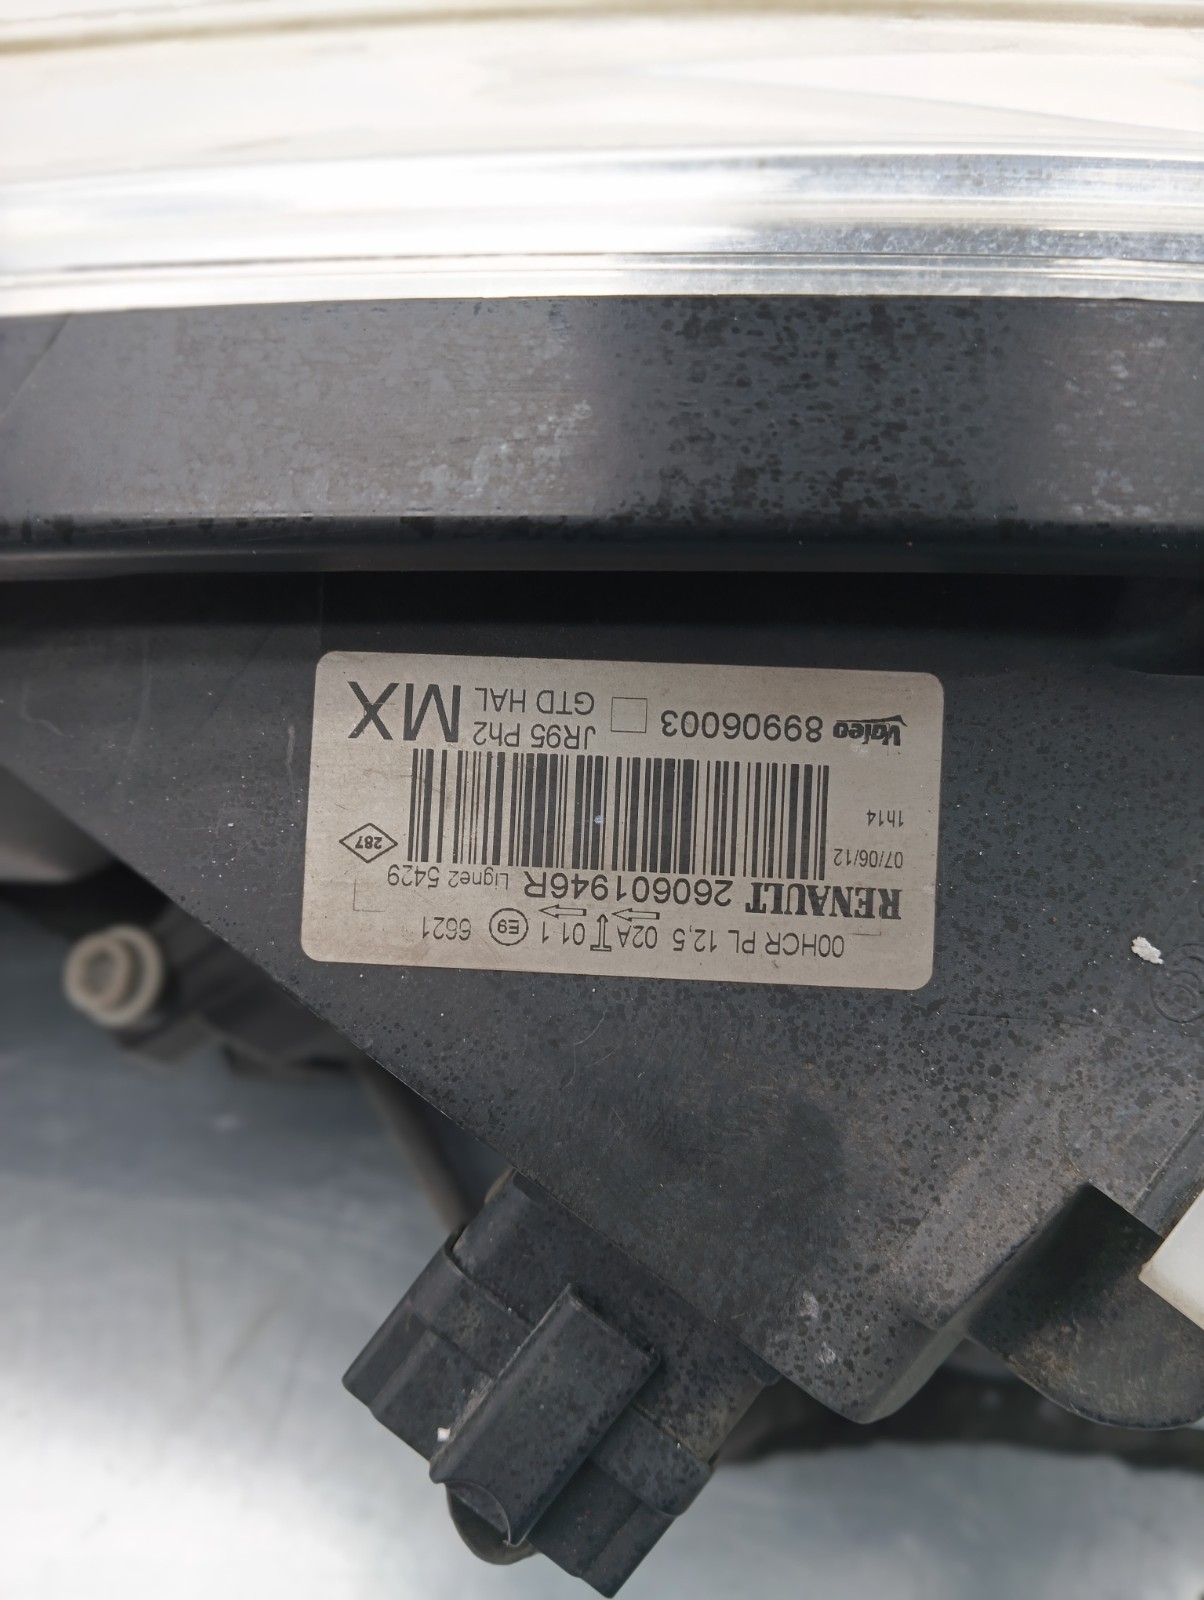 00HCR PL 12,5 02A 01 1 E9 6621
RENAULT 260601946R Ligne2 5429
07/06/12
1h14
287
Valeo 89906003
JR95 Ph2
GTD HAL
MX